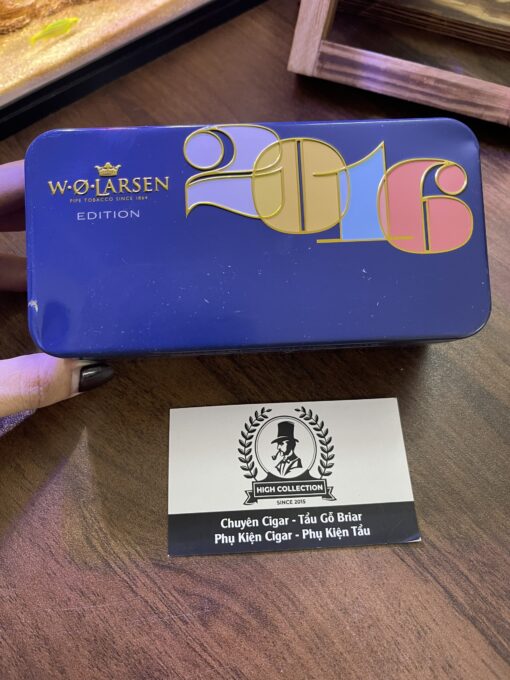 W·Ø·LARSEN
PIPE TOBACCO SINCE 1864
EDITION
2016
HIGH COLLECTION
SINCE 2015
Chuyên Cigar - Tẩu Gỗ Briar
Phụ Kiện Cigar - Phụ Kiện Tẩu